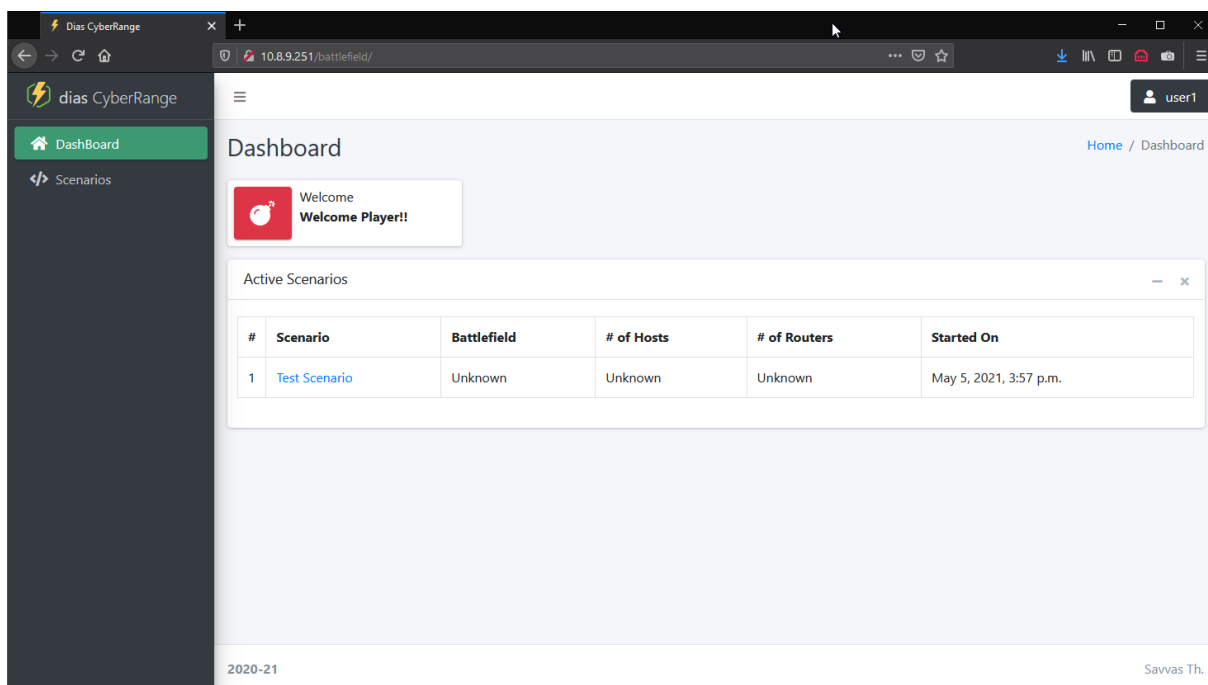 Dias CyberRange
10.8.9.251/battlefield/
dias CyberRange
user1
DashBoard
Scenarios
Dashboard
Home / Dashboard
Welcome
Welcome Player!!
Active Scenarios
# Scenario Battlefield # of Hosts # of Routers Started On
1 Test Scenario Unknown Unknown Unknown May 5, 2021, 3:57 p.m.
2020-21
Savvas Th.